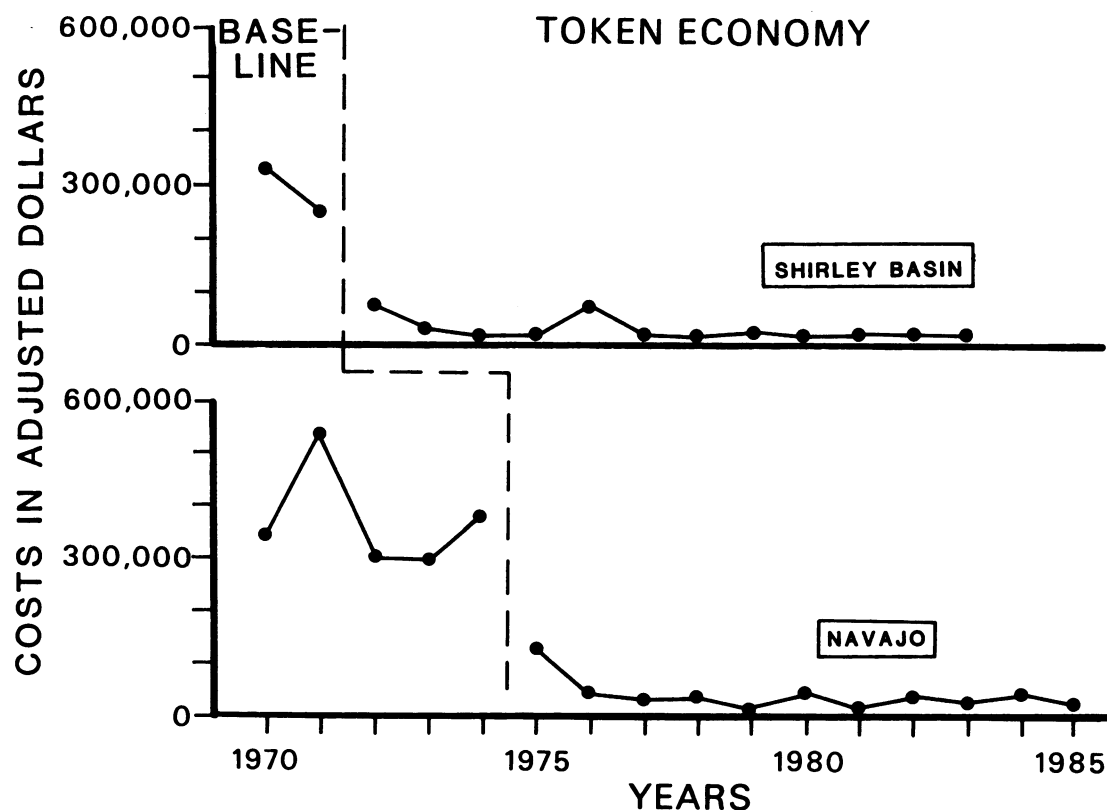 600,000
BASE-
LINE
TOKEN ECONOMY
300,000
SHIRLEY BASIN
0
COSTS IN ADJUSTED DOLLARS
600,000
300,000
NAVAJO
0
1970
1975
1980
1985
YEARS